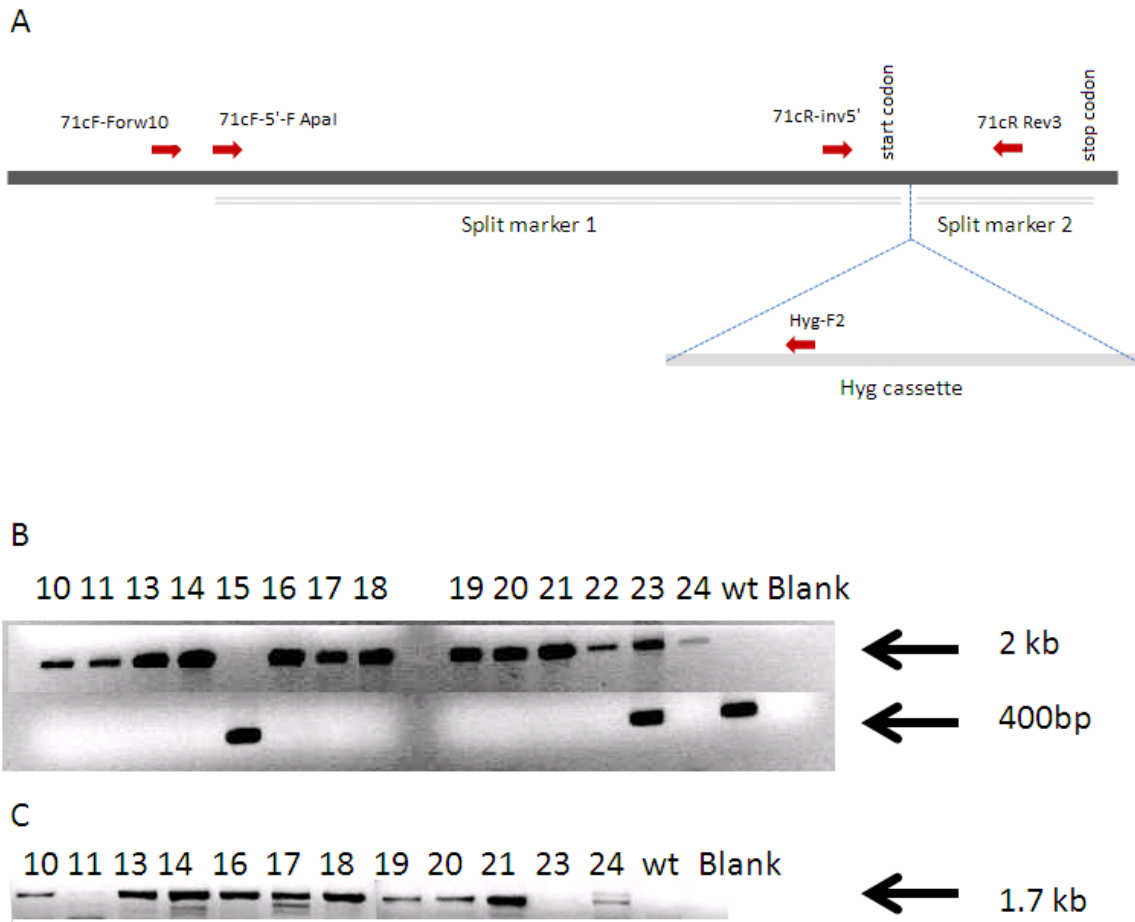 A
71cF-Forw10
71cF-5'-F ApaI
71cR-inv5'
start codon
71cR Rev3
stop codon
Split marker 1
Split marker 2
Hyg-F2
Hyg cassette
B
10 11 13 14 15 16 17 18 19 20 21 22 23 24 wt Blank
2 kb
400bp
C
10 11 13 14 16 17 18 19 20 21 23 24 wt Blank
1.7 kb